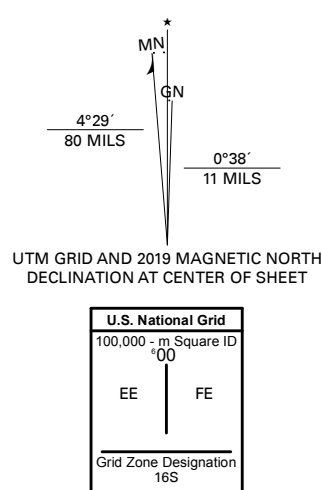 MN
GN
4°29´
80 MILS
0°38´
11 MILS
UTM GRID AND 2019 MAGNETIC NORTH
DECLINATION AT CENTER OF SHEET
U.S. National Grid
100,000 - m Square ID
⁶00
EE FE
Grid Zone Designation
16S